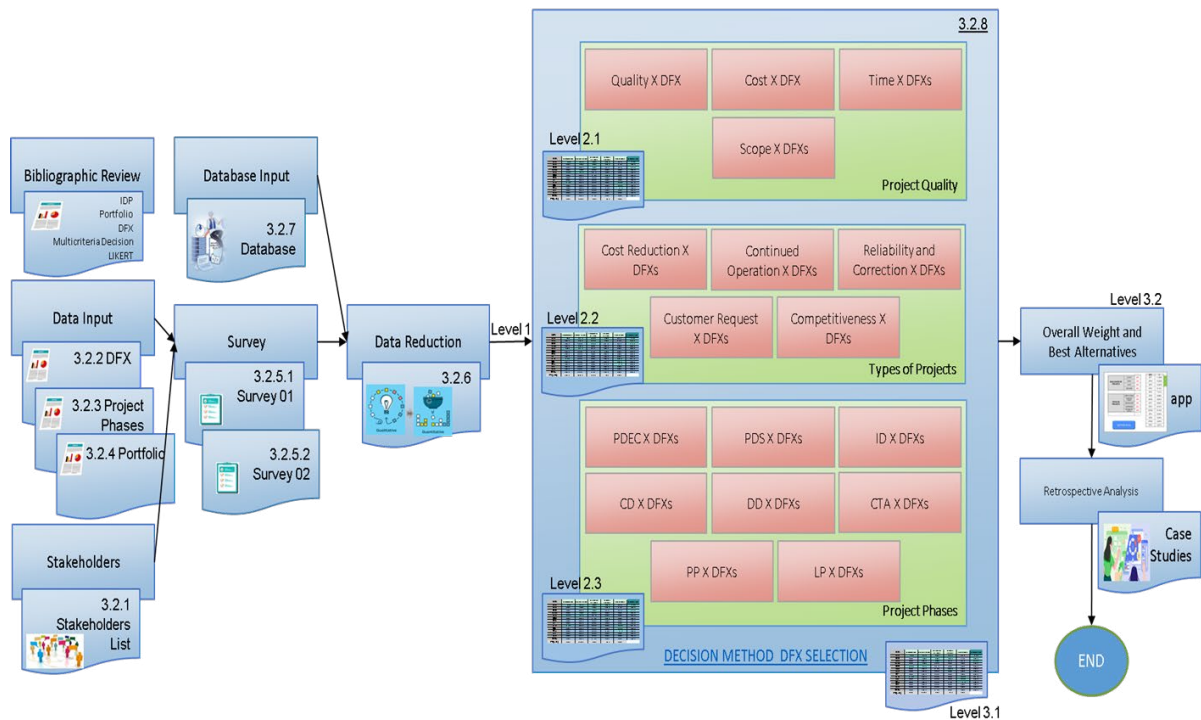 Bibliographic Review
IDP
Portfolio
DFX
Multicriteria Decision
LIKERT
Database Input
3.2.7
Database
Data Input
3.2.2 DFX
3.2.3 Project
Phases
3.2.4 Portfolio
Stakeholders
3.2.1
Stakeholders
List
Survey
3.2.5.1
Survey 01
3.2.5.2
Survey 02
Data Reduction
3.2.6
Level 1
3.2.8
Quality X DFX
Cost X DFX
Time X DFXs
Scope X DFXs
Level 2.1
Project Quality
Cost Reduction X
DFXs
Continued
Operation X DFXs
Reliability and
Correction X DFXs
Customer Request
X DFXs
Competitiveness X
DFXs
Level 2.2
Types of Projects
PDEC X DFXs
PDS X DFXs
ID X DFXs
CD X DFXs
DD X DFXs
CTA X DFXs
PP X DFXs
LP X DFXs
Level 2.3
Project Phases
DECISION METHOD DFX SELECTION
Level 3.1
Level 3.2
Overall Weight and
Best Alternatives
app
Retrospective Analysis
Case
Studies
END